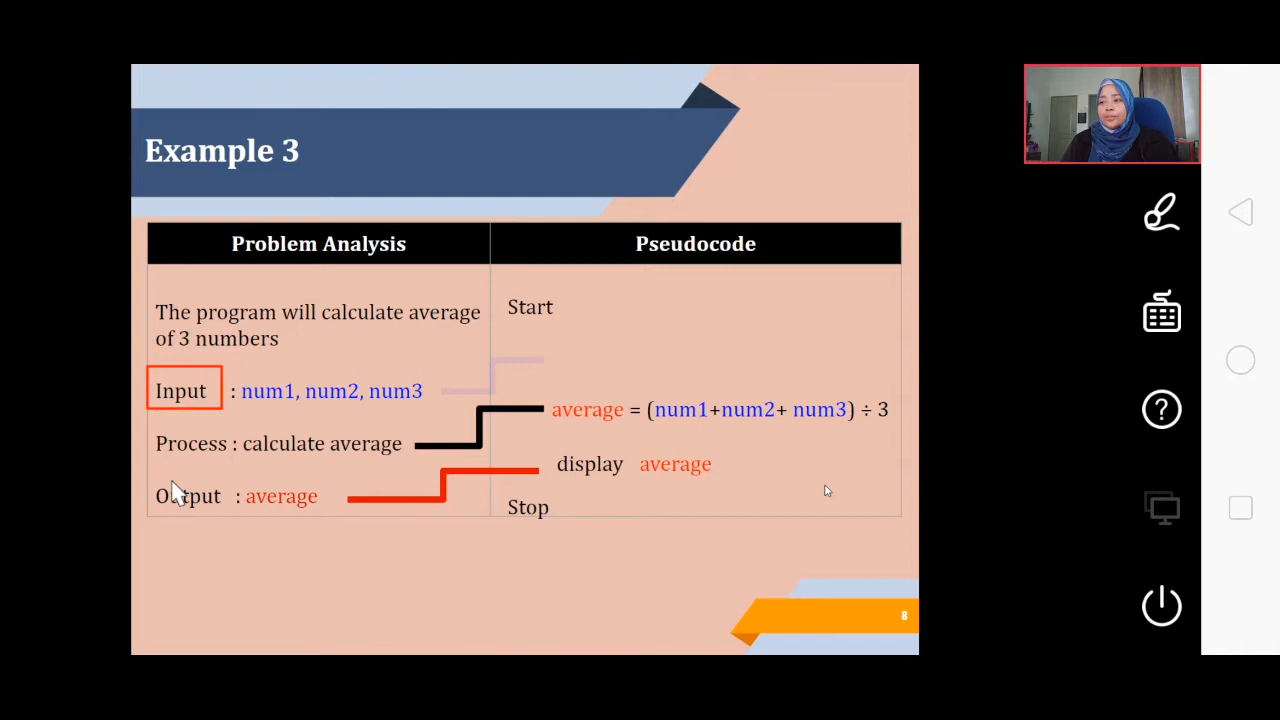 Example 3
Problem Analysis
Pseudocode
The program will calculate average
of 3 numbers
Input : num1, num2, num3
Process : calculate average
Output : average
Start
average = (num1+num2+ num3) ÷ 3
display average
Stop
8